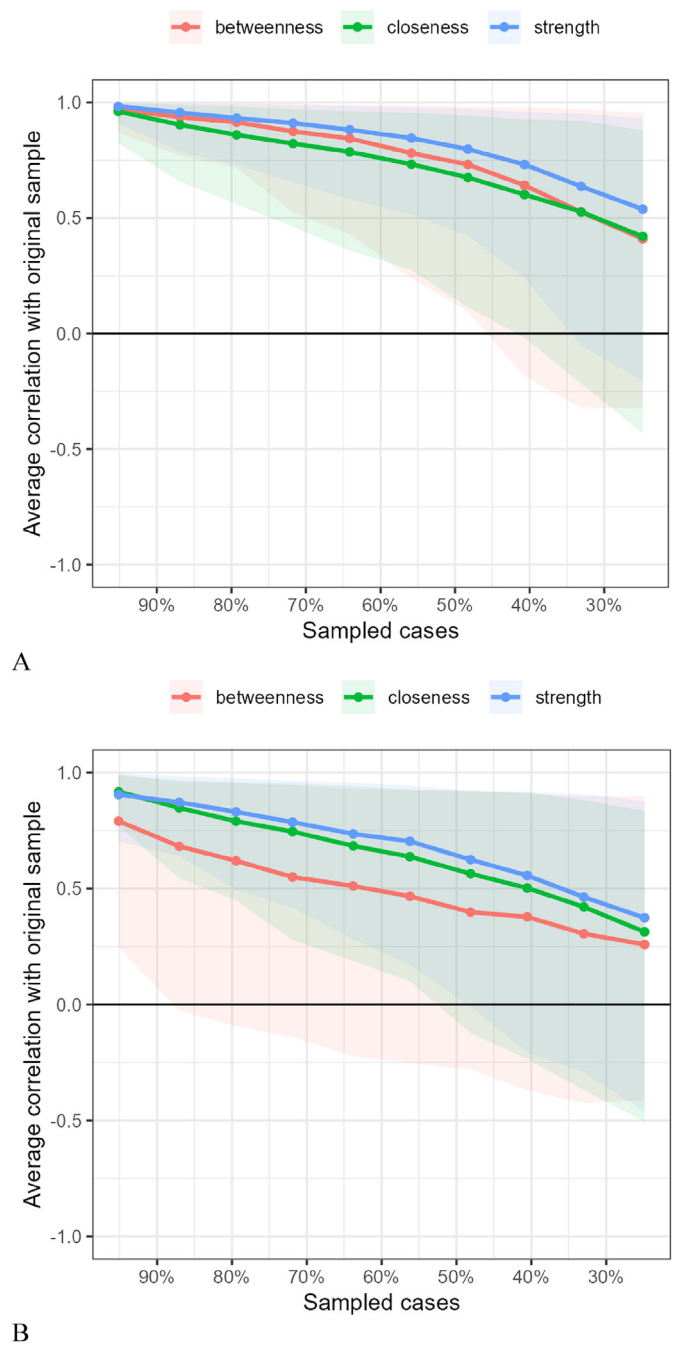 betweenness closeness strength
1.0
0.5
0.0
-0.5
-1.0
Average correlation with original sample
90% 80% 70% 60% 50% 40% 30%
Sampled cases
A
betweenness closeness strength
1.0
0.5
0.0
-0.5
-1.0
Average correlation with original sample
90% 80% 70% 60% 50% 40% 30%
Sampled cases
B